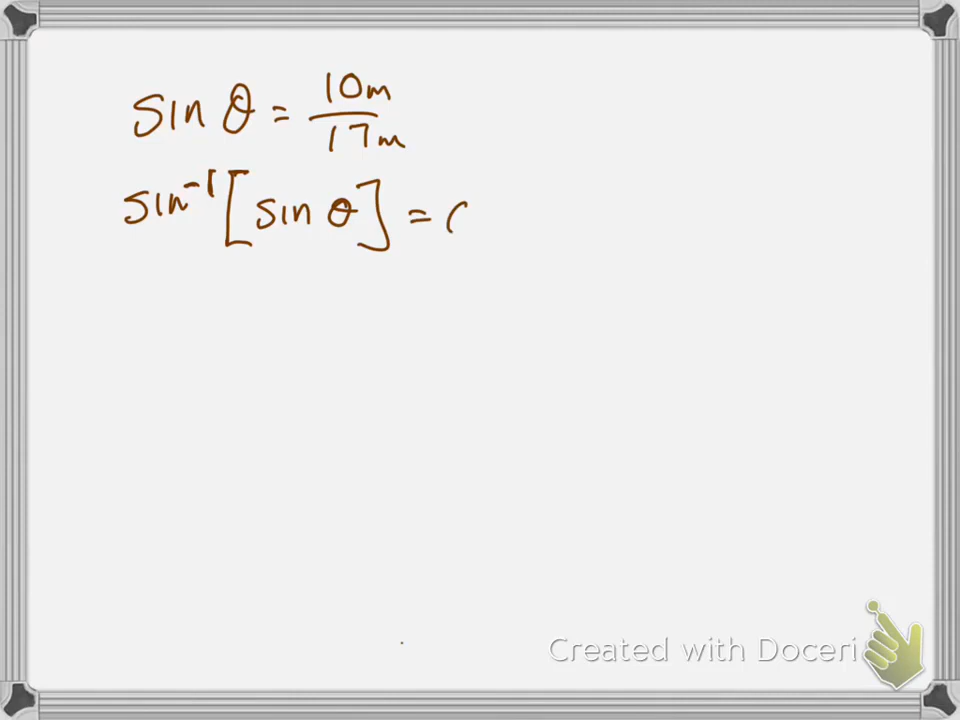 sin θ = 10m/17m
sin⁻¹[sin θ] = (
Created with Doceri